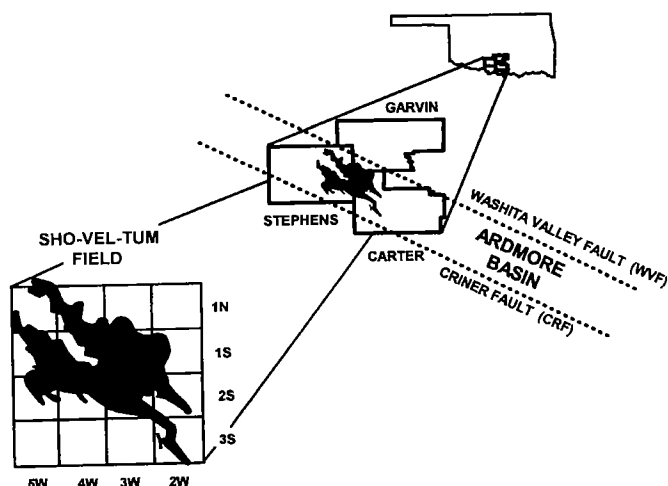 GARVIN
STEPHENS
CARTER
WASHITA VALLEY FAULT (WVF)
ARDMORE
BASIN
CRINER FAULT (CRF)
SHO-VEL-TUM
FIELD
1N
1S
2S
3S
5W 4W 3W 2W